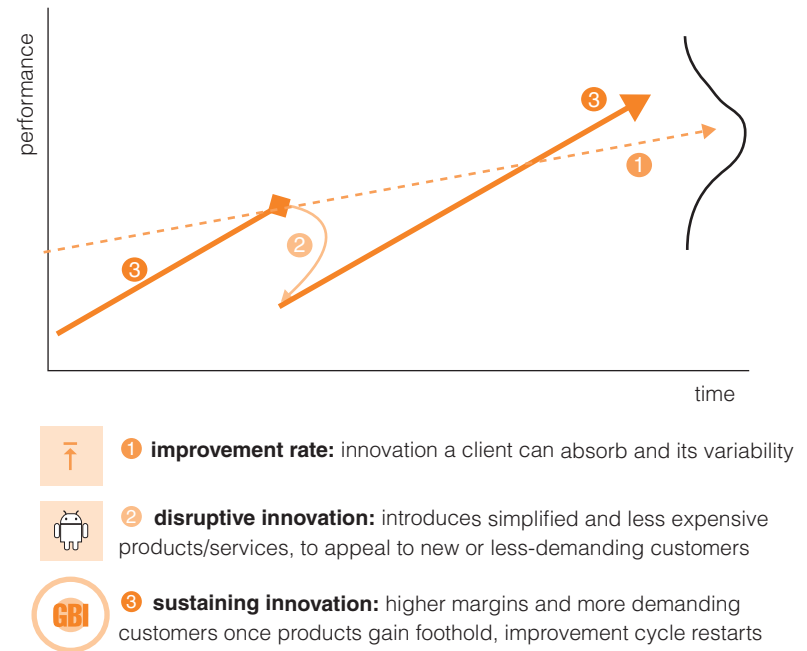 performance
3
1
2
3
time
1 improvement rate: innovation a client can absorb and its variability
2 disruptive innovation: introduces simplified and less expensive
products/services, to appeal to new or less-demanding customers
GBI
3 sustaining innovation: higher margins and more demanding
customers once products gain foothold, improvement cycle restarts